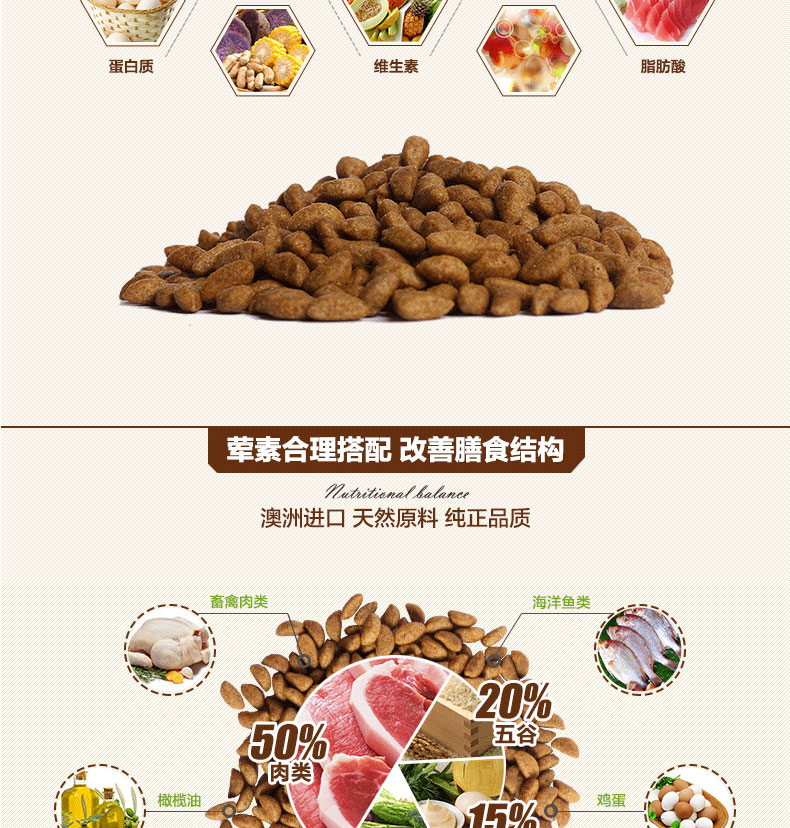 蛋白质
维生素
脂肪酸
荤素合理搭配 改善膳食结构
Nutritional balance
澳洲进口 天然原料 纯正品质
畜禽肉类
海洋鱼类
20%
五谷
50%
肉类
橄榄油
鸡蛋
15%